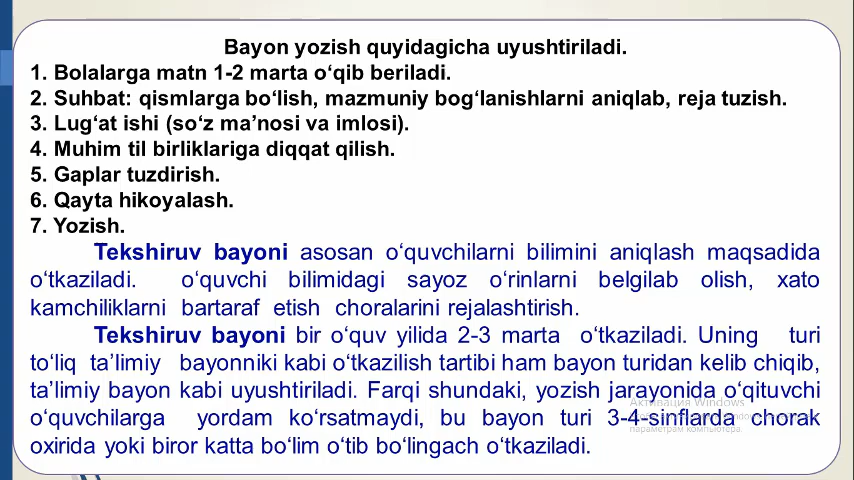 Bayon yozish quyidagicha uyushtiriladi.
1. Bolalarga matn 1-2 marta o‘qib beriladi.
2. Suhbat: qismlarga bo‘lish, mazmuniy bog‘lanishlarni aniqlab, reja tuzish.
3. Lug‘at ishi (so‘z ma’nosi va imlosi).
4. Muhim til birliklariga diqqat qilish.
5. Gaplar tuzdirish.
6. Qayta hikoyalash.
7. Yozish.
Tekshiruv bayoni asosan o‘quvchilarni bilimini aniqlash maqsadida
o‘tkaziladi. o‘quvchi bilimidagi sayoz o‘rinlarni belgilab olish, xato
kamchiliklarni bartaraf etish choralarini rejalashtirish.
Tekshiruv bayoni bir o‘quv yilida 2-3 marta o‘tkaziladi. Uning turi
to‘liq ta’limiy bayonniki kabi o‘tkazilish tartibi ham bayon turidan kelib chiqib,
ta’limiy bayon kabi uyushtiriladi. Farqi shundaki, yozish jarayonida o‘qituvchi
o‘quvchilarga yordam ko‘rsatmaydi, bu bayon turi 3-4-sinflarda chorak
oxirida yoki biror katta bo‘lim o‘tib bo‘lingach o‘tkaziladi.
Активация Windows
параметрам компьютера.